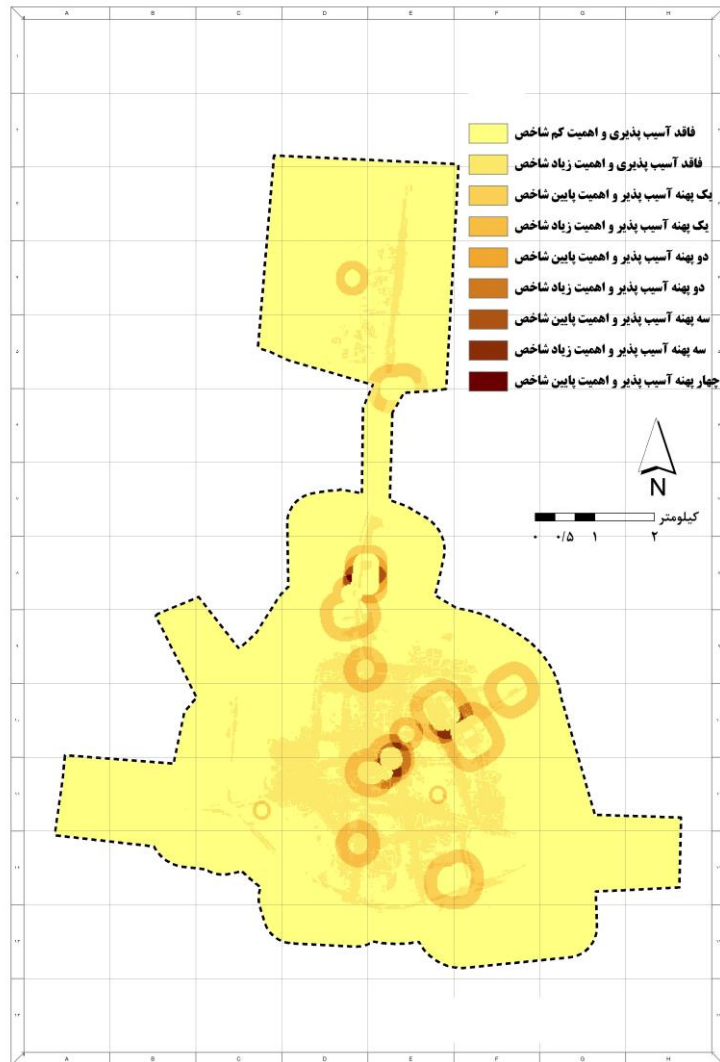 A B C D E F G H
فاقد آسیب پذیری و اهمیت کم شاخص
فاقد آسیب پذیری و اهمیت زیاد شاخص
یک پهنه آسیب پذیر و اهمیت پایین شاخص
یک پهنه آسیب پذیر و اهمیت زیاد شاخص
دو پهنه آسیب پذیر و اهمیت پایین شاخص
دو پهنه آسیب پذیر و اهمیت زیاد شاخص
سه پهنه آسیب پذیر و اهمیت پایین شاخص
سه پهنه آسیب پذیر و اهمیت زیاد شاخص
چهار پهنه آسیب پذیر و اهمیت پایین شاخص
N
کیلومتر
۰ ۰/۵ ۱ ۲
A B C D E F G H